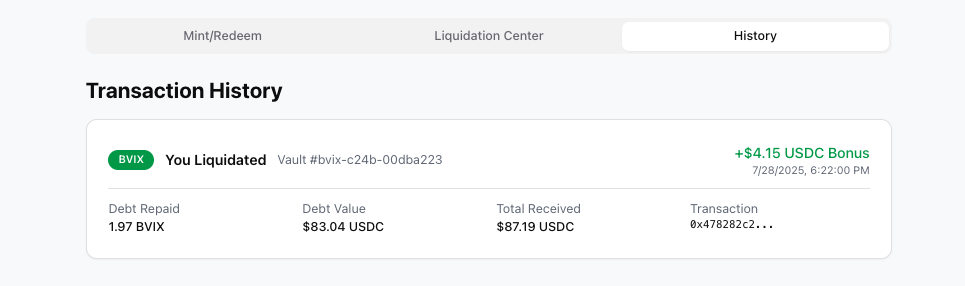 Mint/Redeem Liquidation Center History
Transaction History
BVIX You Liquidated Vault #bvix-c24b-00dba223 +$4.15 USDC Bonus
7/28/2025, 6:22:00 PM
Debt Repaid Debt Value Total Received Transaction
1.97 BVIX $83.04 USDC $87.19 USDC 0x478282c2...